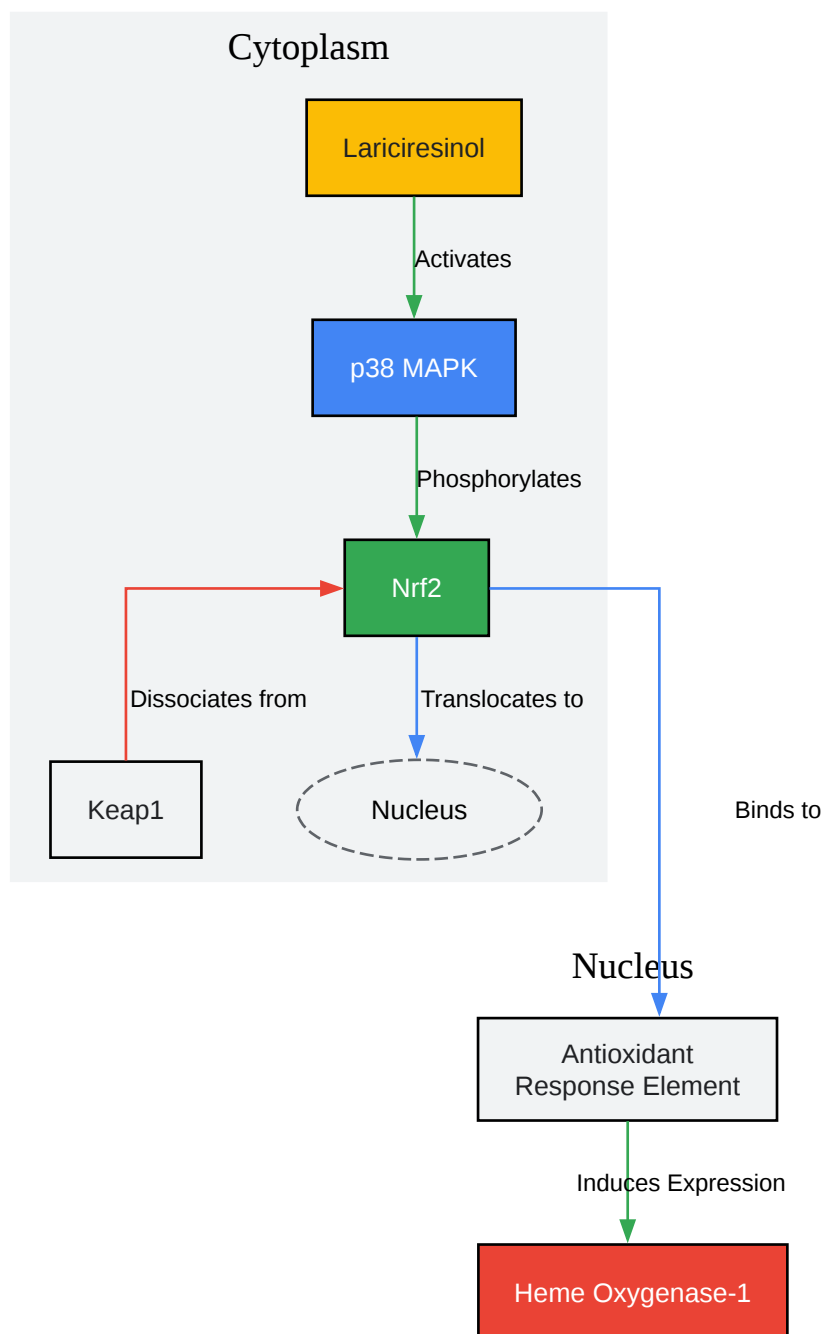 Cytoplasm
Lariciresinol
Activates
p38 MAPK
Phosphorylates
Nrf2
Dissociates from
Translocates to
Keap1
Nucleus
Binds to
Nucleus
Antioxidant
Response Element
Induces Expression
Heme Oxygenase-1